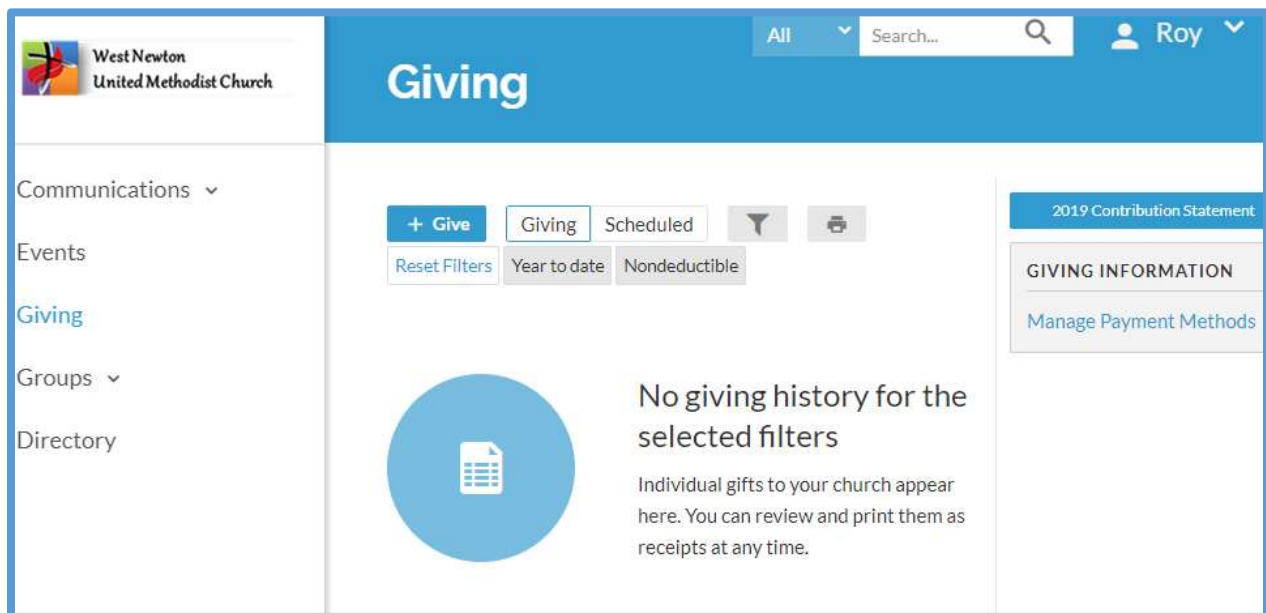 West Newton
United Methodist Church
All
Search...
Roy
Giving
Communications
Events
Giving
Groups
Directory
+ Give
Giving
Scheduled
Reset Filters
Year to date
Nondeductible
No giving history for the
selected filters
Individual gifts to your church appear
here. You can review and print them as
receipts at any time.
2019 Contribution Statement
GIVING INFORMATION
Manage Payment Methods